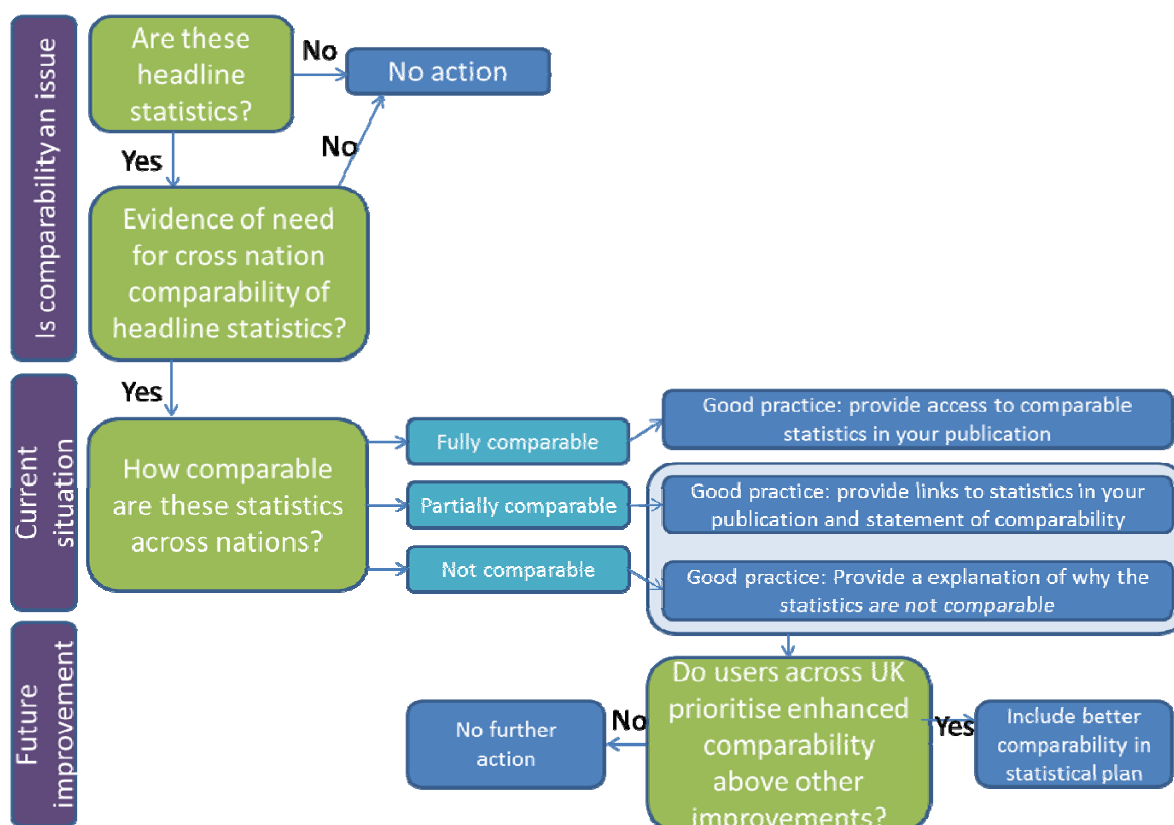 Is comparability an issue
Are these
headline
statistics?
No
No action
Yes
No
Evidence of need
for cross nation
comparability of
headline statistics?
Yes
Current
situation
How comparable
are these statistics
across nations?
Fully comparable
Good practice: provide access to comparable
statistics in your publication
Partially comparable
Good practice: provide links to statistics in your
publication and statement of comparability
Not comparable
Good practice: Provide a explanation of why the
statistics are not comparable
Future
improvement
Do users across UK
prioritise enhanced
comparability
above other
improvements?
No
No further
action
Yes
Include better
comparability in
statistical plan